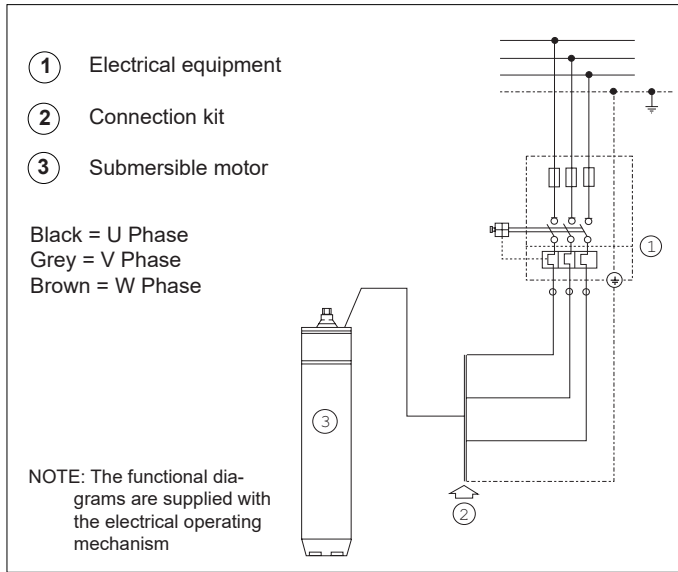 1 Electrical equipment
2 Connection kit
3 Submersible motor
Black = U Phase
Grey = V Phase
Brown = W Phase
NOTE: The functional dia-
grams are supplied with
the electrical operating
mechanism
1
3
2